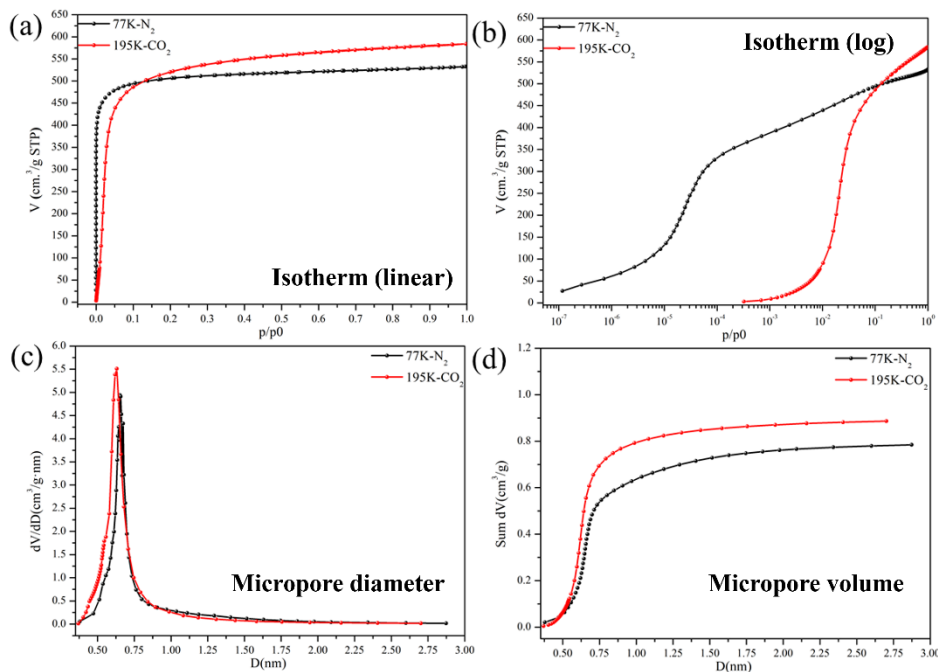 (a)
77K-N₂
195K-CO₂
650
600
550
500
450
400
350
300
250
200
150
100
50
0
V (cm.³/g STP)
Isotherm (linear)
0.0 0.1 0.2 0.3 0.4 0.5 0.6 0.7 0.8 0.9 1.0
p/p0
(b)
77K-N₂
195K-CO₂
Isotherm (log)
650
600
550
500
450
400
350
300
250
200
150
100
50
0
V (cm.³/g STP)
10⁻⁷ 10⁻⁶ 10⁻⁵ 10⁻⁴ 10⁻³ 10⁻² 10⁻¹ 10⁰
p/p0
(c)
77K-N₂
195K-CO₂
6.0
5.5
5.0
4.5
4.0
3.5
3.0
2.5
2.0
1.5
1.0
0.5
0.0
dV/dD(cm³/g·nm)
Micropore diameter
0.50 0.75 1.00 1.25 1.50 1.75 2.00 2.25 2.50 2.75 3.00
D(nm)
(d)
77K-N₂
195K-CO₂
1.2
1.0
0.8
0.6
0.4
0.2
0.0
Sum dV(cm³/g)
Micropore volume
0.50 0.75 1.00 1.25 1.50 1.75 2.00 2.25 2.50 2.75 3.00
D(nm)